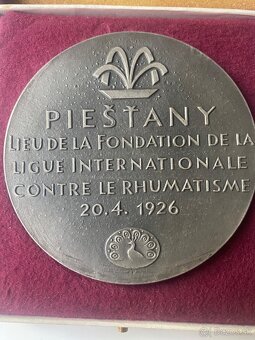 PIEŠŤANY
LIEU DE LA FONDATION DE LA
LIGUE INTERNATIONALE
CONTRE LE RHUMATISME
20.4. 1926